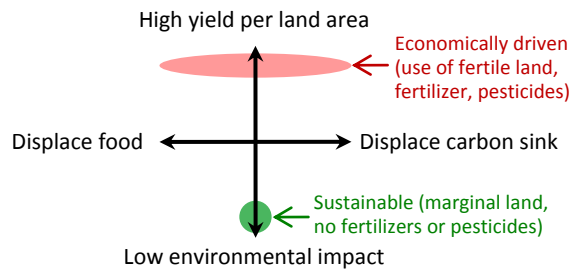 High yield per land area
Economically driven
(use of fertile land,
fertilizer, pesticides)
Displace food
Displace carbon sink
Sustainable (marginal land,
no fertilizers or pesticides)
Low environmental impact